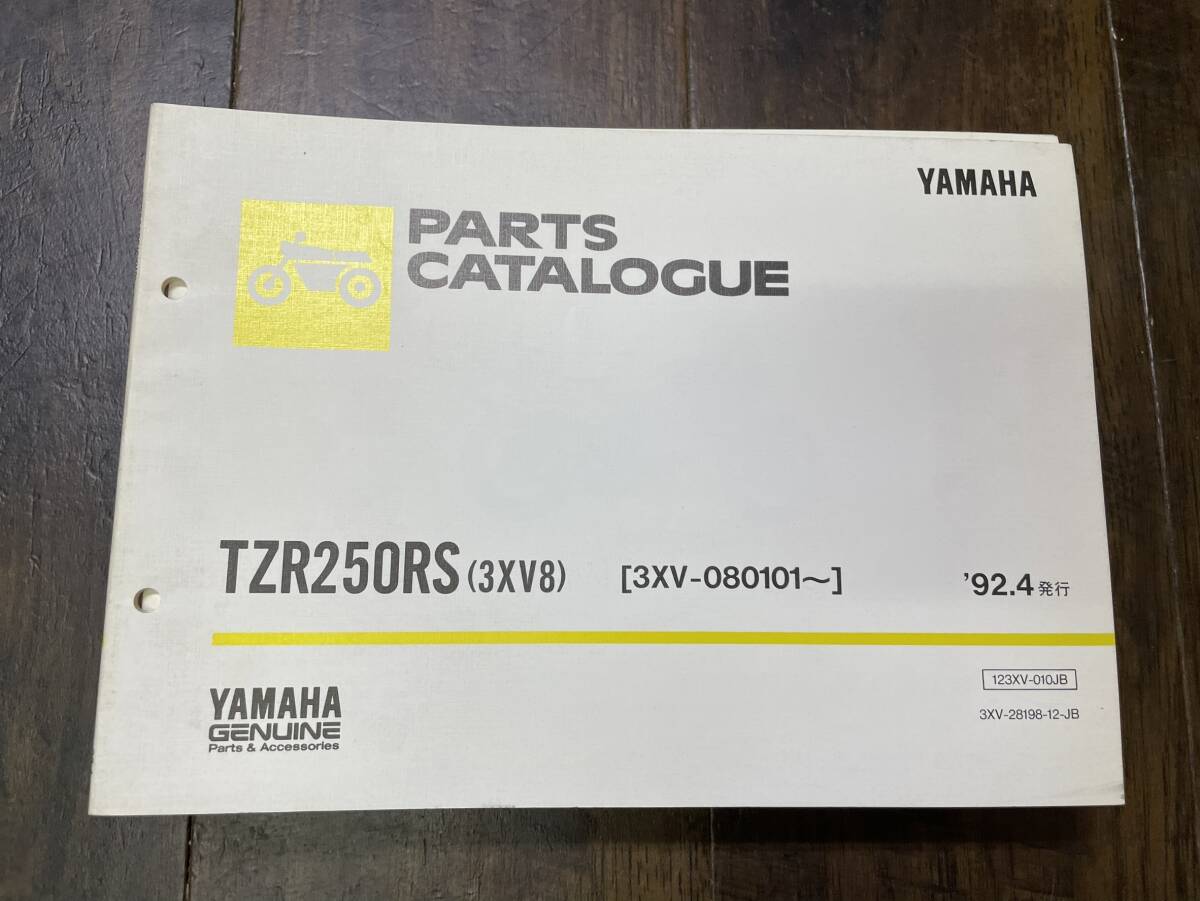 YAMAHA
PARTS
CATALOGUE
TZR250RS (3XV8) [3XV-080101~] '92.4 発行
123XV-010JB
3XV-28198-12-JB
YAMAHA
GENUINE
Parts & Accessories